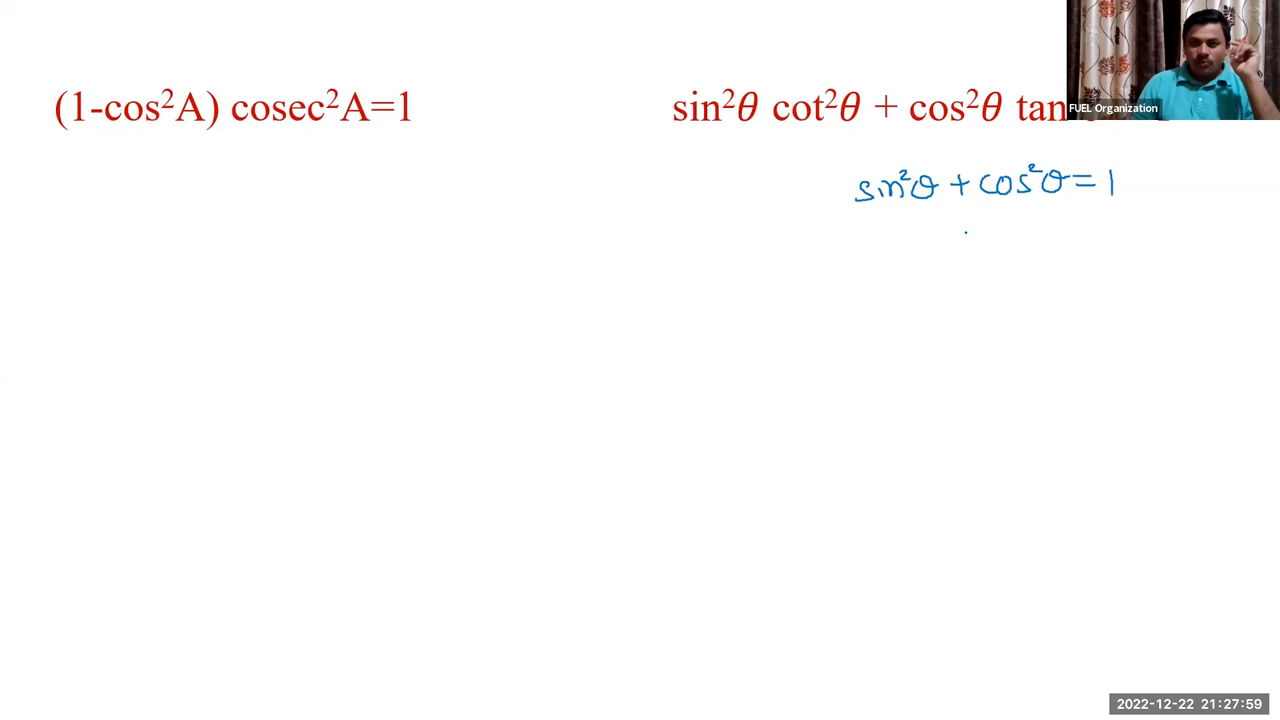 (1-cos²A) cosec²A=1
sin²θ cot²θ + cos²θ tan
FUEL Organization
sin²θ + cos²θ = 1
2022-12-22 21:27:59